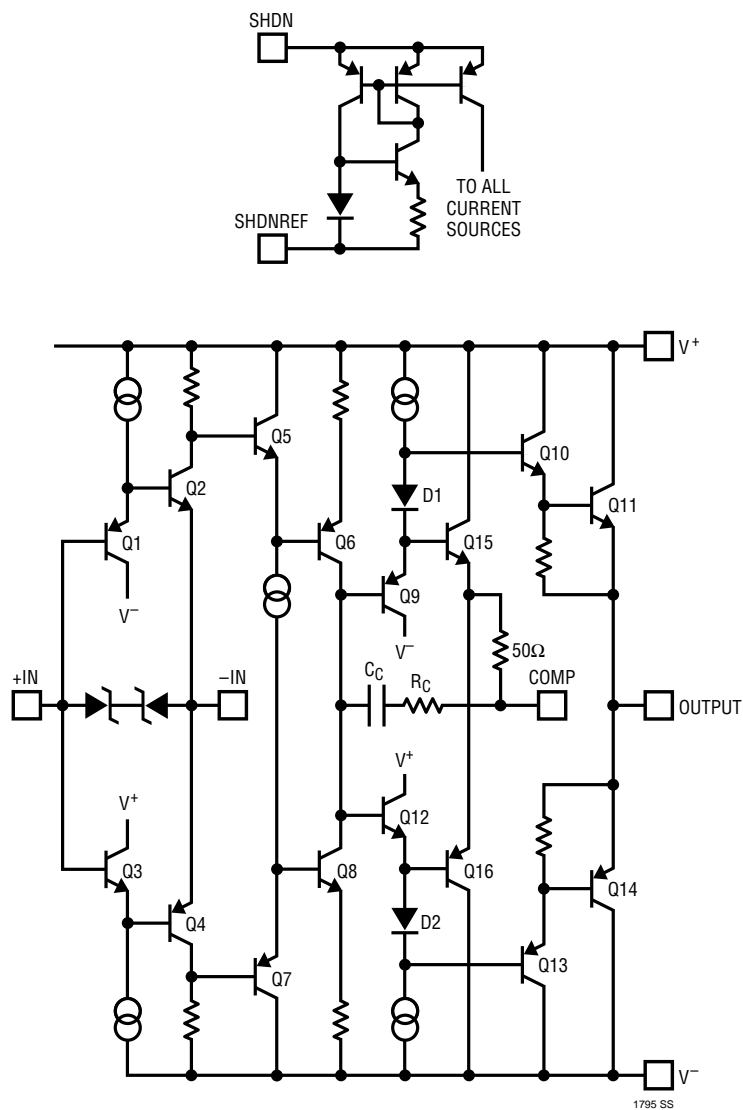 SHDN
TO ALL
CURRENT
SOURCES
SHDNREF
V+
Q5
Q10
Q2
D1
Q11
Q1
Q6
Q15
V–
Q9
V–
50Ω
+IN
–IN
CC
RC
COMP
OUTPUT
V+
V+
Q12
Q3
Q8
Q16
Q14
Q4
D2
Q7
Q13
V–
1795 SS